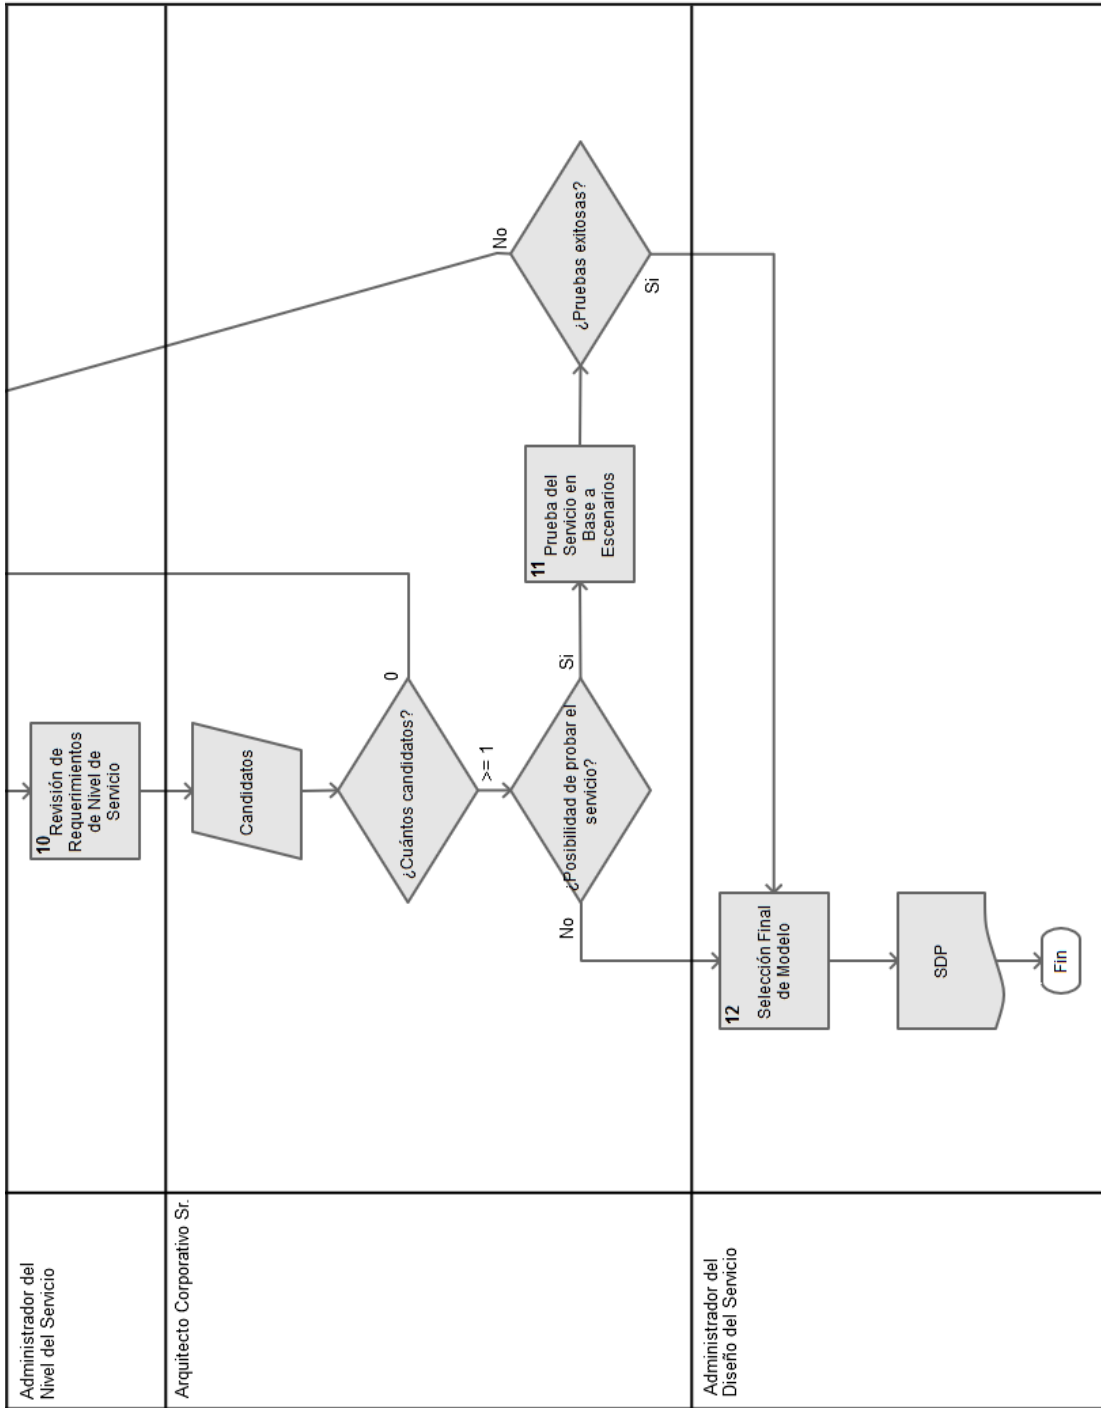 Administrador del
Nivel del Servicio
10
Revisión de
Requerimientos
de Nivel de
Servicio
Arquitecto Corporativo Sr.
Candidatos
¿Cuántos candidatos?
0
>= 1
¿Posibilidad de probar el
servicio?
No
Si
11
Prueba del
Servicio en
Base a
Escenarios
¿Pruebas exitosas?
No
Si
Administrador del
Diseño del Servicio
12
Selección Final
de Modelo
SDP
Fin